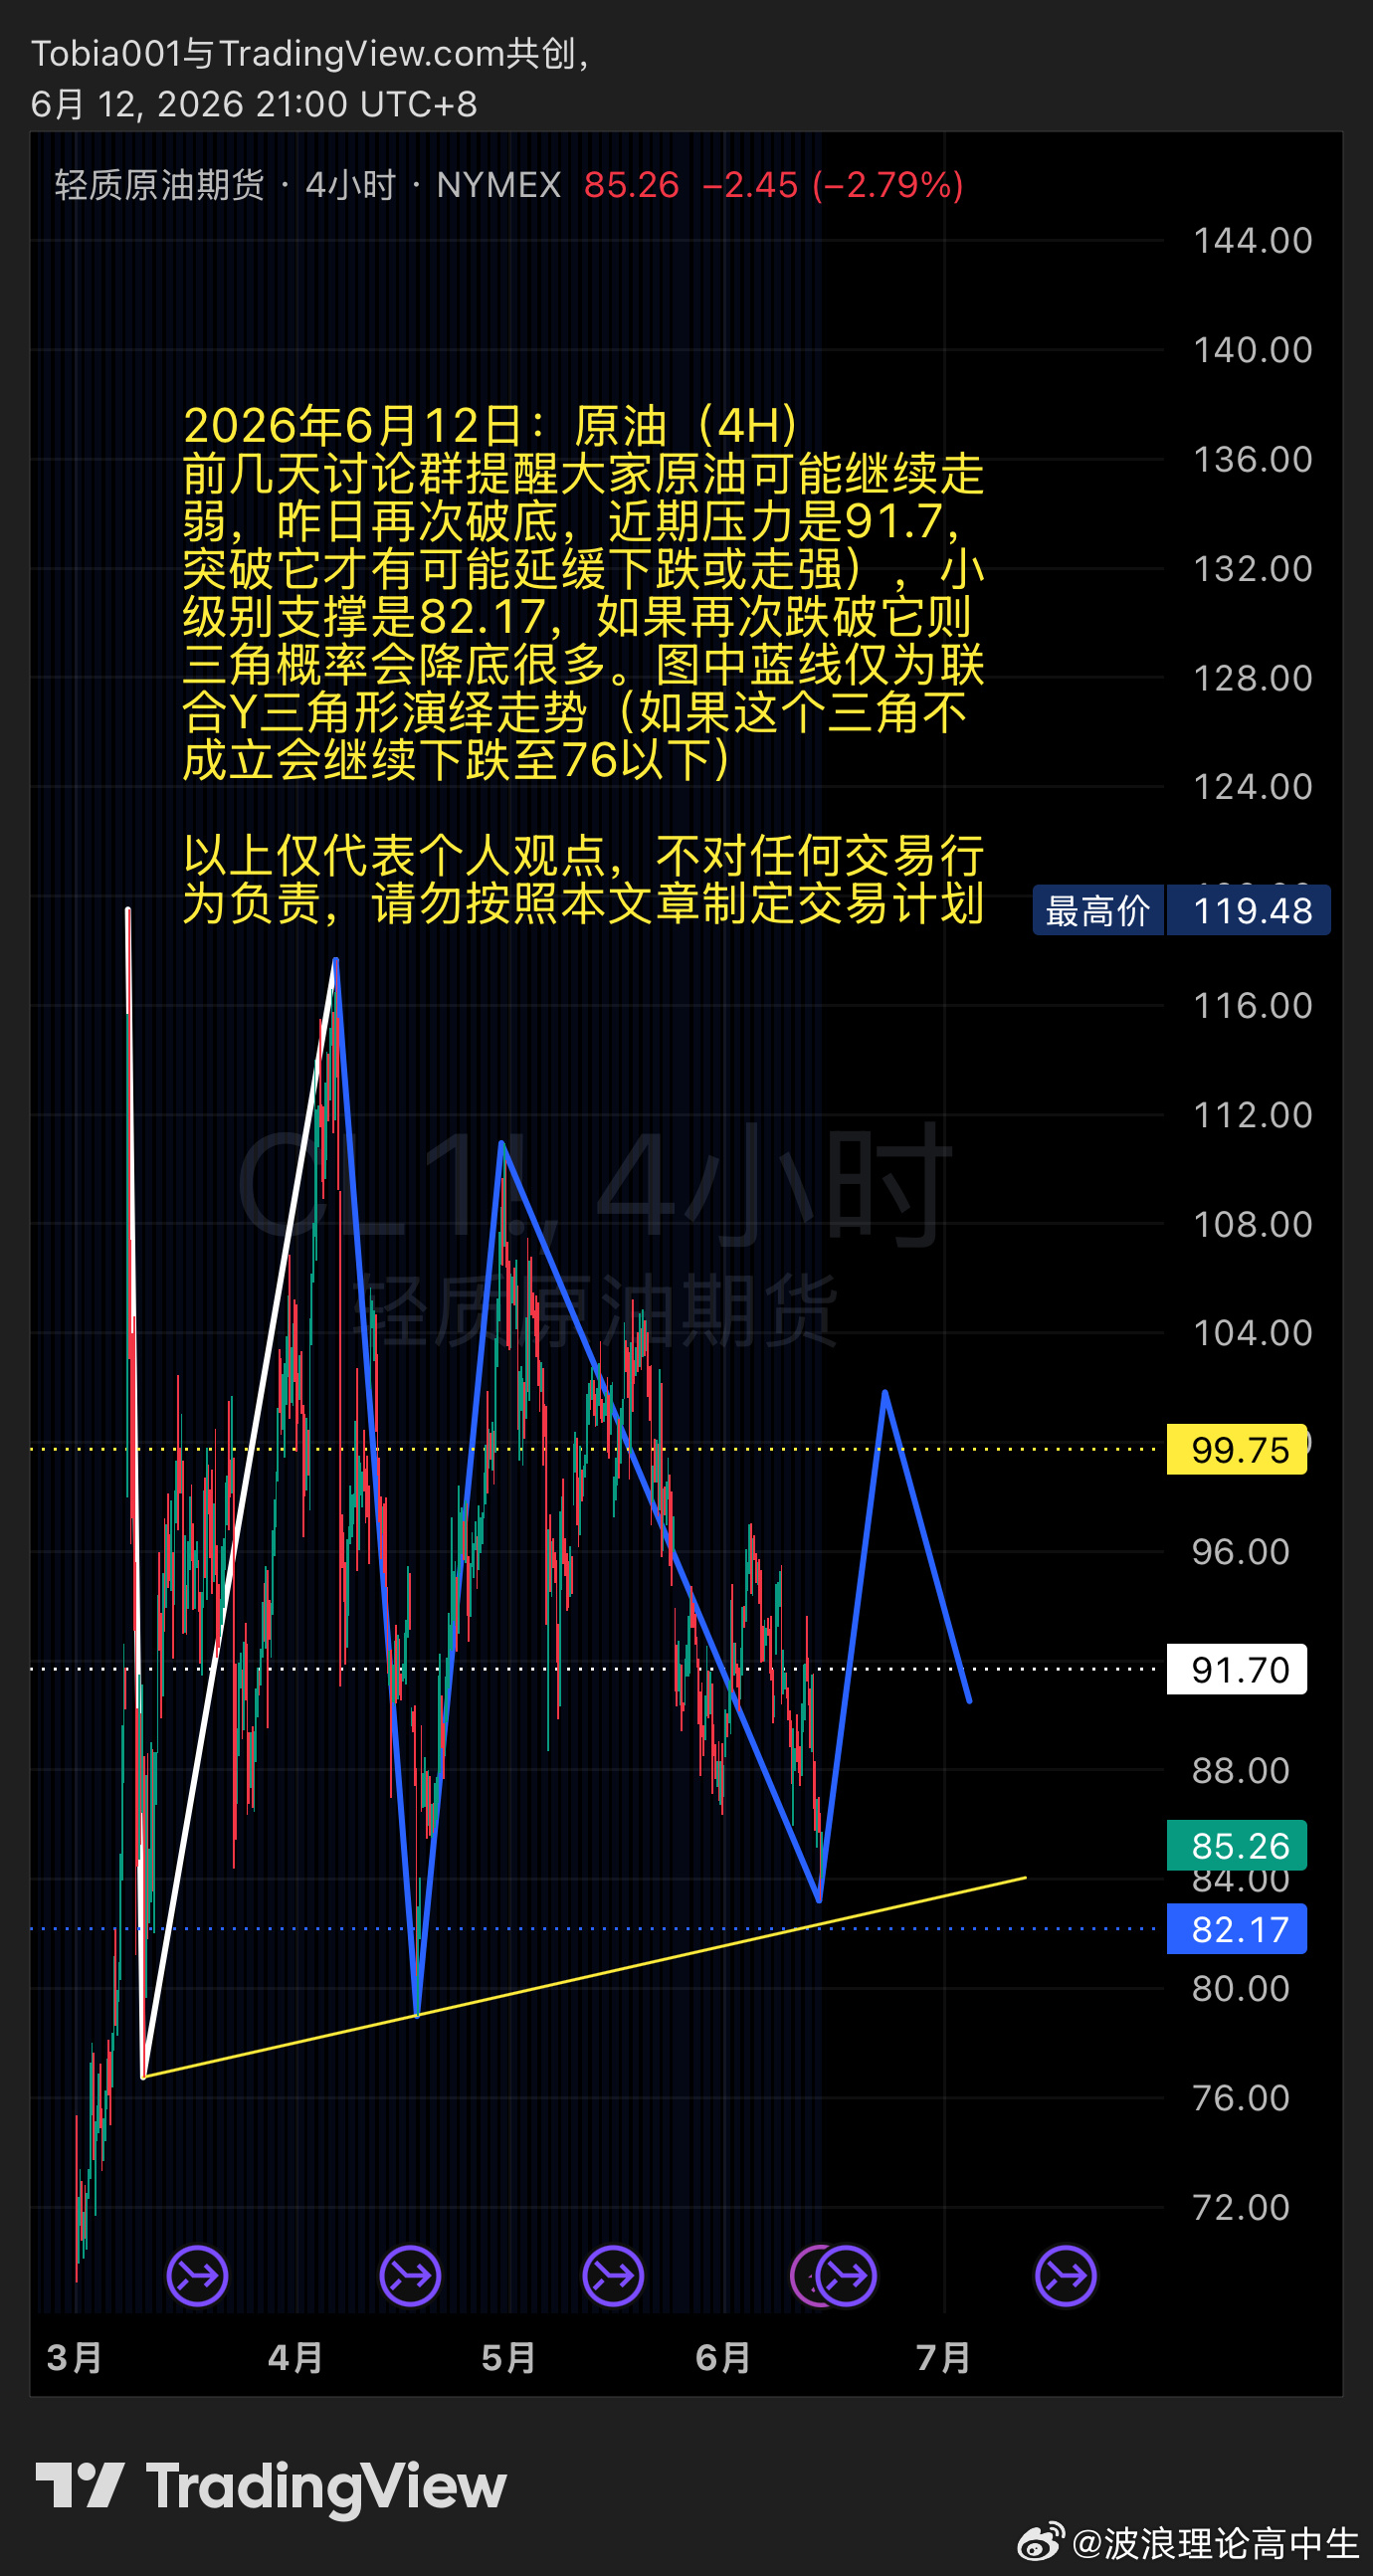 Tobia001与TradingView.com共创,
6月 12, 2026 21:00 UTC+8
轻质原油期货 · 4小时 · NYMEX 85.26 −2.45 (−2.79%)
144.00
140.00
136.00
132.00
128.00
124.00
2026年6月12日：原油（4H）
前几天讨论群提醒大家原油可能继续走
弱，昨日再次破底，近期压力是91.7，
突破它才有可能延缓下跌或走强），小
级别支撑是82.17，如果再次跌破它则
三角概率会降底很多。图中蓝线仅为联
合Y三角形演绎走势（如果这个三角不
成立会继续下跌至76以下）
以上仅代表个人观点，不对任何交易行
为负责，请勿按照本文章制定交易计划
最高价 119.48
116.00
112.00
CL1!, 4小时
轻质原油期货
108.00
104.00
99.75
96.00
91.70
88.00
85.26
84.00
82.17
80.00
76.00
72.00
3月 4月 5月 6月 7月
TradingView
@波浪理论高中生